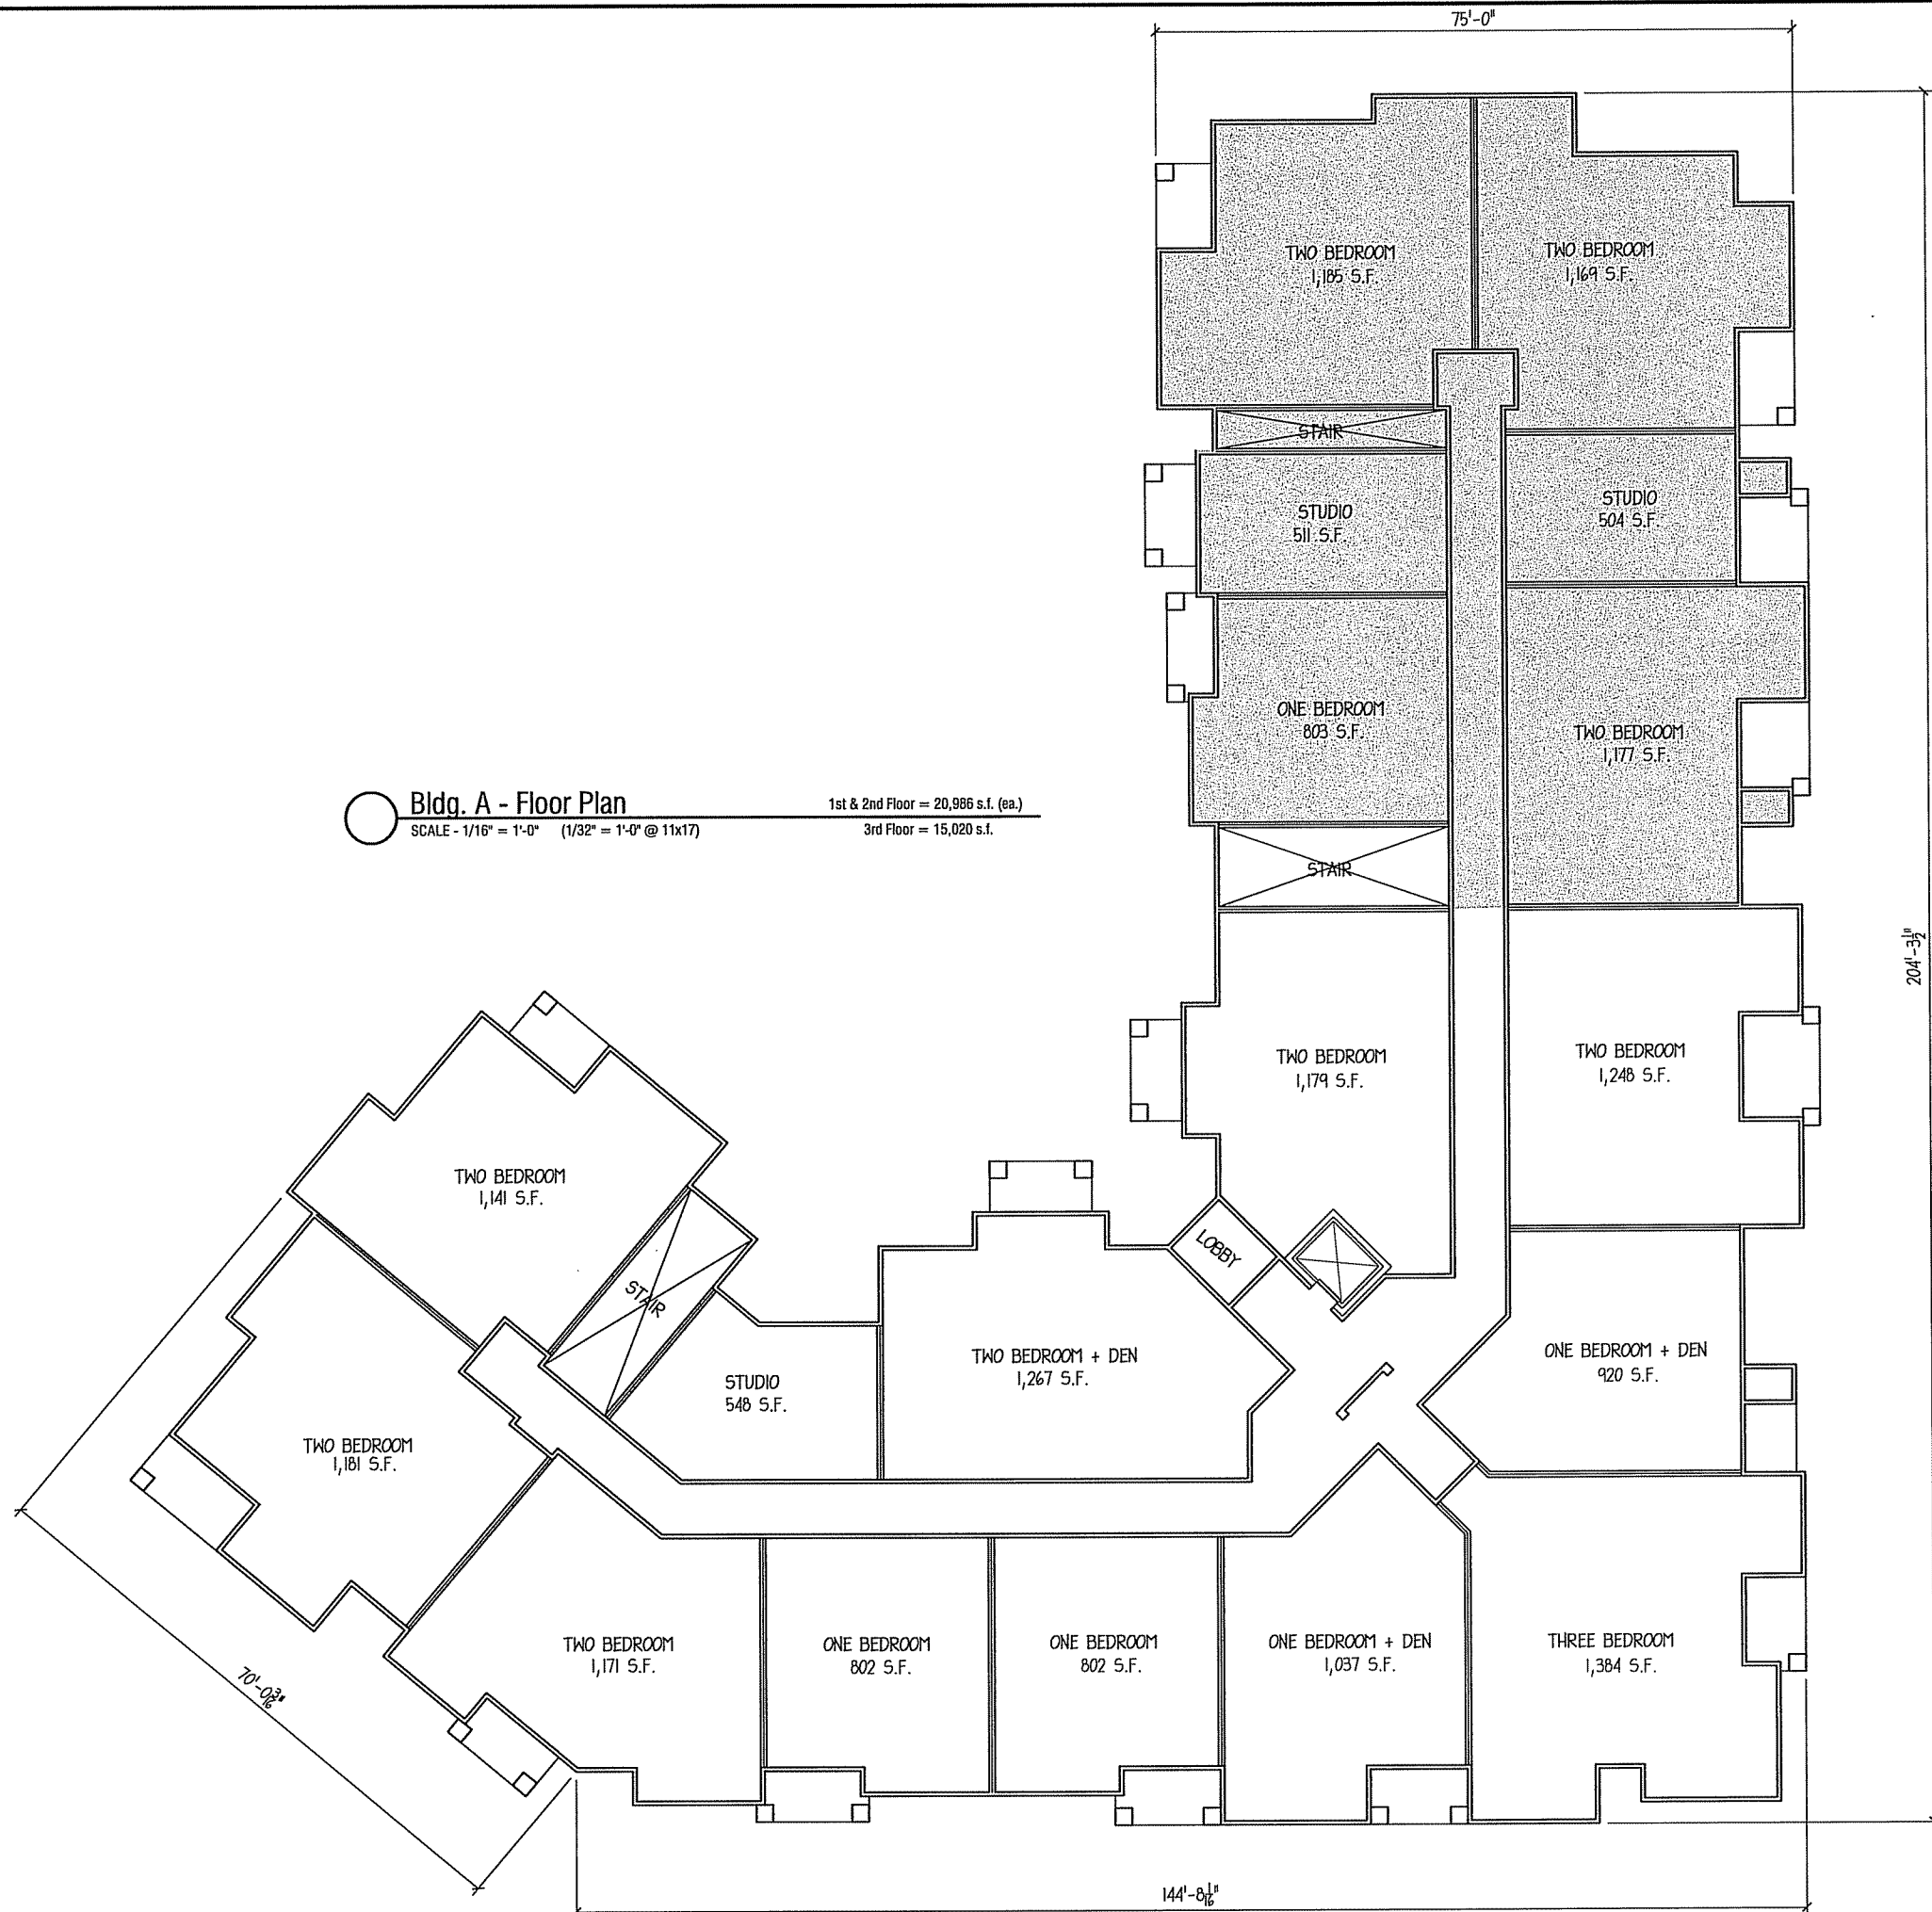 75'-0"
TWO BEDROOM
1,185 S.F.
TWO BEDROOM
1,169 S.F.
STAIR
STUDIO
511 S.F.
STUDIO
504 S.F.
ONE BEDROOM
803 S.F.
TWO BEDROOM
1,177 S.F.
Bldg. A - Floor Plan
SCALE - 1/16" = 1'-0" (1/32" = 1'-0" @ 11x17)
1st & 2nd Floor = 20,986 s.f. (ea.)
3rd Floor = 15,020 s.f.
STAIR
204'-3 1/2"
TWO BEDROOM
1,179 S.F.
TWO BEDROOM
1,248 S.F.
TWO BEDROOM
1,141 S.F.
LOBBY
STAIR
STUDIO
548 S.F.
TWO BEDROOM + DEN
1,267 S.F.
ONE BEDROOM + DEN
920 S.F.
TWO BEDROOM
1,181 S.F.
TWO BEDROOM
1,171 S.F.
ONE BEDROOM
802 S.F.
ONE BEDROOM
802 S.F.
ONE BEDROOM + DEN
1,037 S.F.
THREE BEDROOM
1,384 S.F.
70'-0 3/16"
144'-8 1/16"